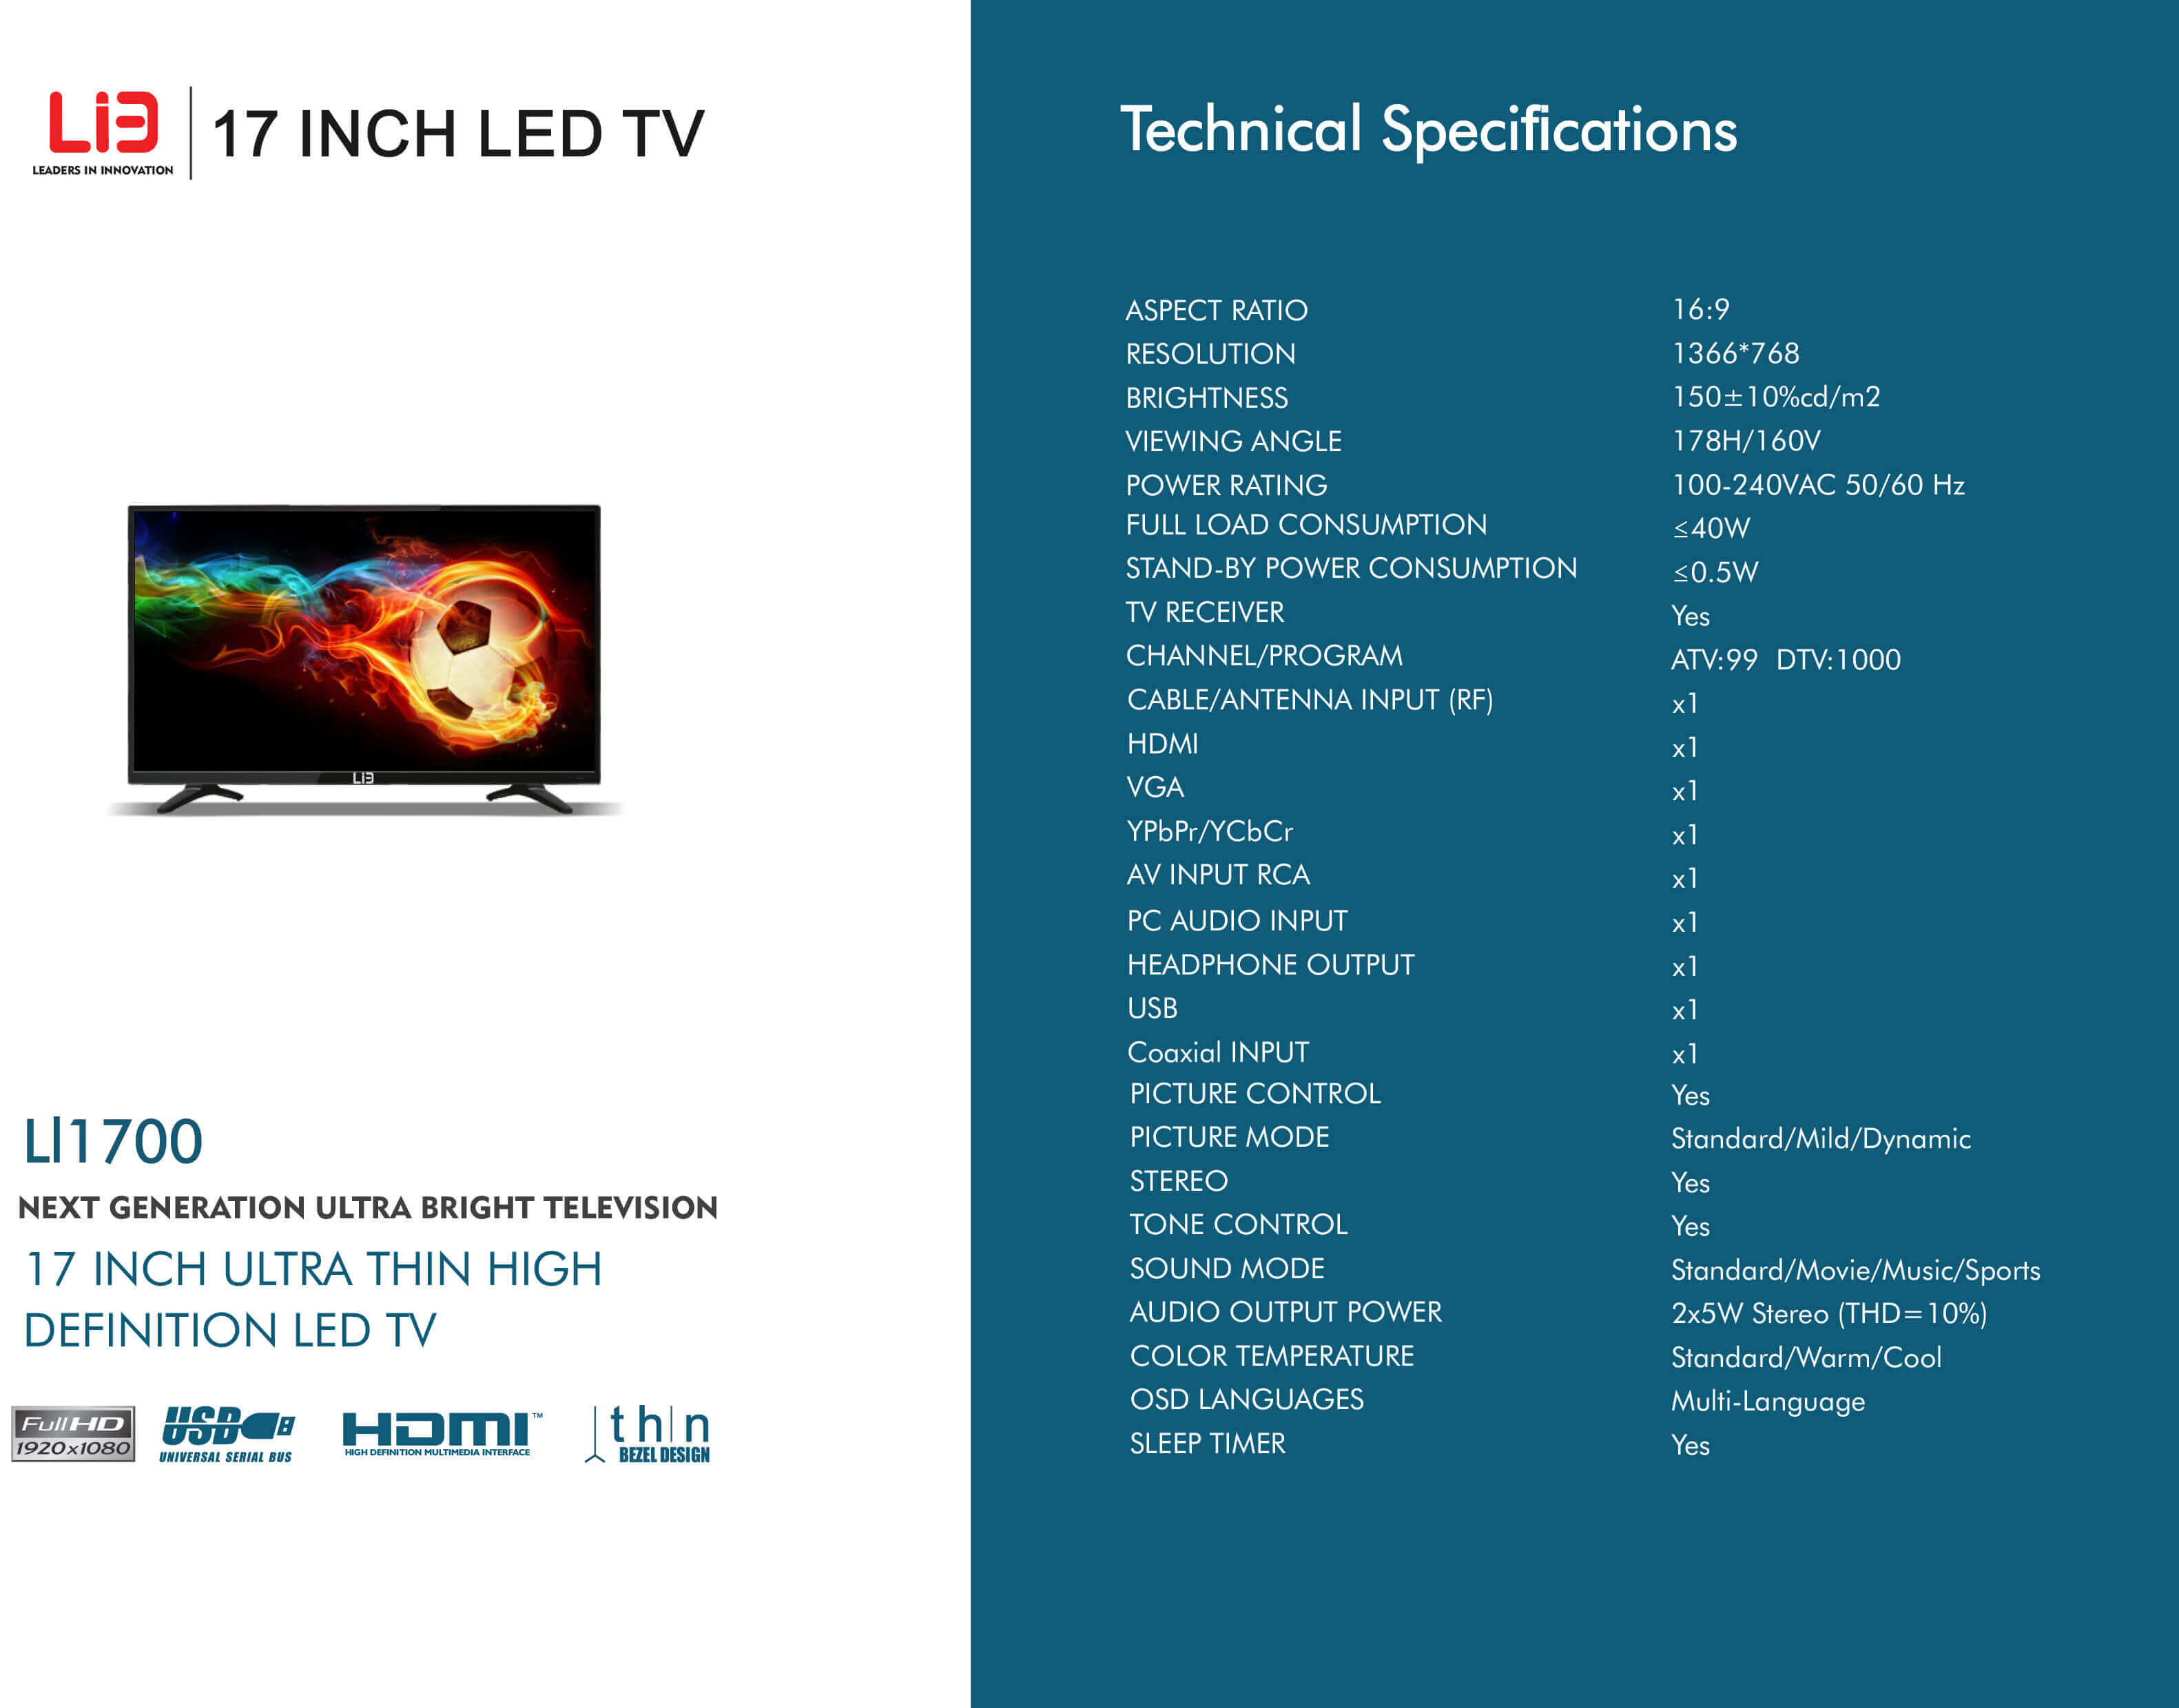 Li3
LEADERS IN INNOVATION
17 INCH LED TV
Li3
LI1700
NEXT GENERATION ULTRA BRIGHT TELEVISION
17 INCH ULTRA THIN HIGH
DEFINITION LED TV
Full HD
1920x1080
USB
UNIVERSAL SERIAL BUS
HDMI™
HIGH DEFINITION MULTIMEDIA INTERFACE
thin
BEZEL DESIGN
Technical Specifications
ASPECT RATIO 16:9
RESOLUTION 1366*768
BRIGHTNESS 150±10%cd/m2
VIEWING ANGLE 178H/160V
POWER RATING 100-240VAC 50/60 Hz
FULL LOAD CONSUMPTION ≤40W
STAND-BY POWER CONSUMPTION ≤0.5W
TV RECEIVER Yes
CHANNEL/PROGRAM ATV:99 DTV:1000
CABLE/ANTENNA INPUT (RF) x1
HDMI x1
VGA x1
YPbPr/YCbCr x1
AV INPUT RCA x1
PC AUDIO INPUT x1
HEADPHONE OUTPUT x1
USB x1
Coaxial INPUT x1
PICTURE CONTROL Yes
PICTURE MODE Standard/Mild/Dynamic
STEREO Yes
TONE CONTROL Yes
SOUND MODE Standard/Movie/Music/Sports
AUDIO OUTPUT POWER 2x5W Stereo (THD=10%)
COLOR TEMPERATURE Standard/Warm/Cool
OSD LANGUAGES Multi-Language
SLEEP TIMER Yes